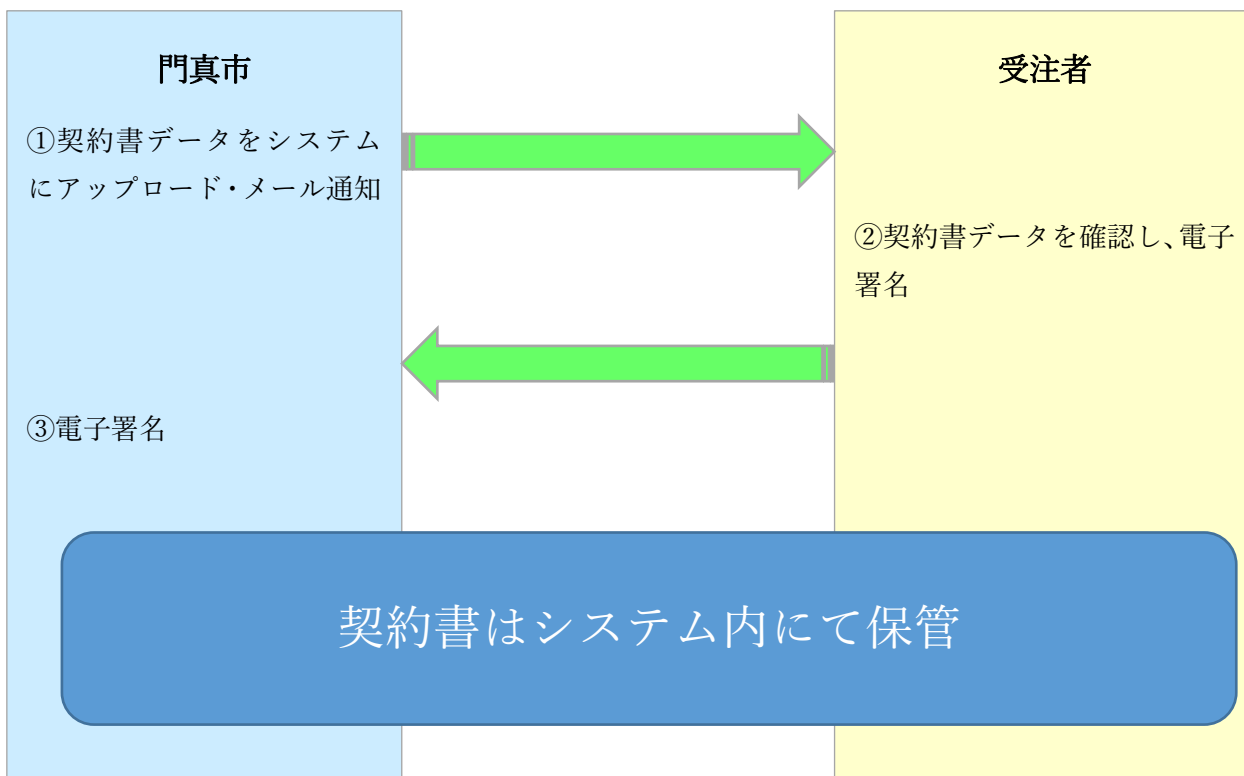 門真市
受注者
①契約書データをシステム
にアップロード・メール通知
②契約書データを確認し、電子
署名
③電子署名
契約書はシステム内にて保管